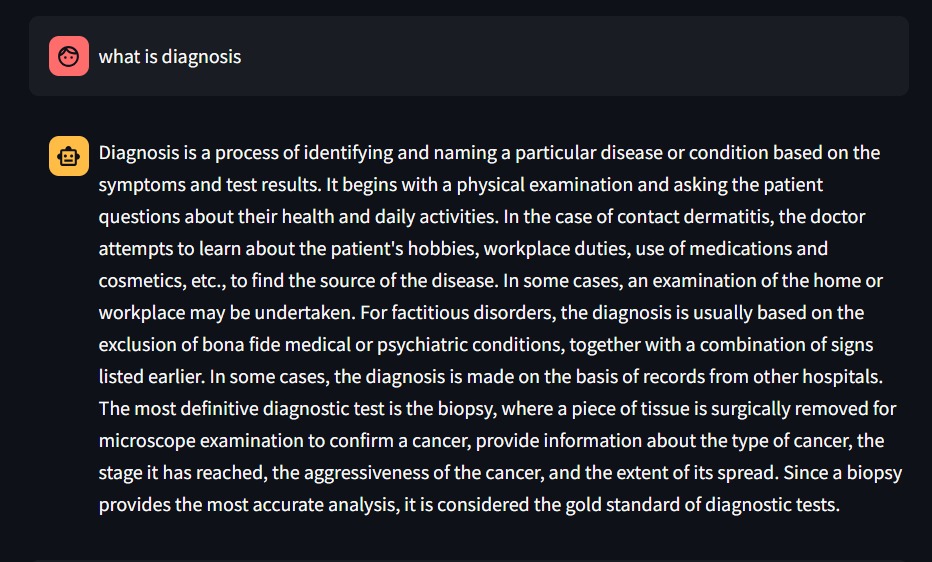 what is diagnosis
Diagnosis is a process of identifying and naming a particular disease or condition based on the
symptoms and test results. It begins with a physical examination and asking the patient
questions about their health and daily activities. In the case of contact dermatitis, the doctor
attempts to learn about the patient's hobbies, workplace duties, use of medications and
cosmetics, etc., to find the source of the disease. In some cases, an examination of the home or
workplace may be undertaken. For factitious disorders, the diagnosis is usually based on the
exclusion of bona fide medical or psychiatric conditions, together with a combination of signs
listed earlier. In some cases, the diagnosis is made on the basis of records from other hospitals.
The most definitive diagnostic test is the biopsy, where a piece of tissue is surgically removed for
microscope examination to confirm a cancer, provide information about the type of cancer, the
stage it has reached, the aggressiveness of the cancer, and the extent of its spread. Since a biopsy
provides the most accurate analysis, it is considered the gold standard of diagnostic tests.